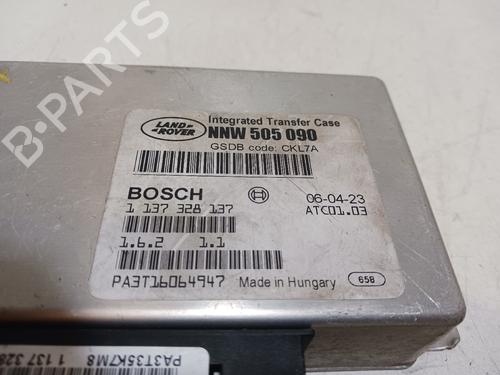 B-PARTS
LAND-
ROVER
Integrated Transfer Case
NNW 505 090
GSDB code: CKL7A
BOSCH
06-04-23
1 137 328 137
ATC01.03
1.6.2 1.1
PA3T16064947
Made in Hungary
658
PA3T35K7M8
1 137 328